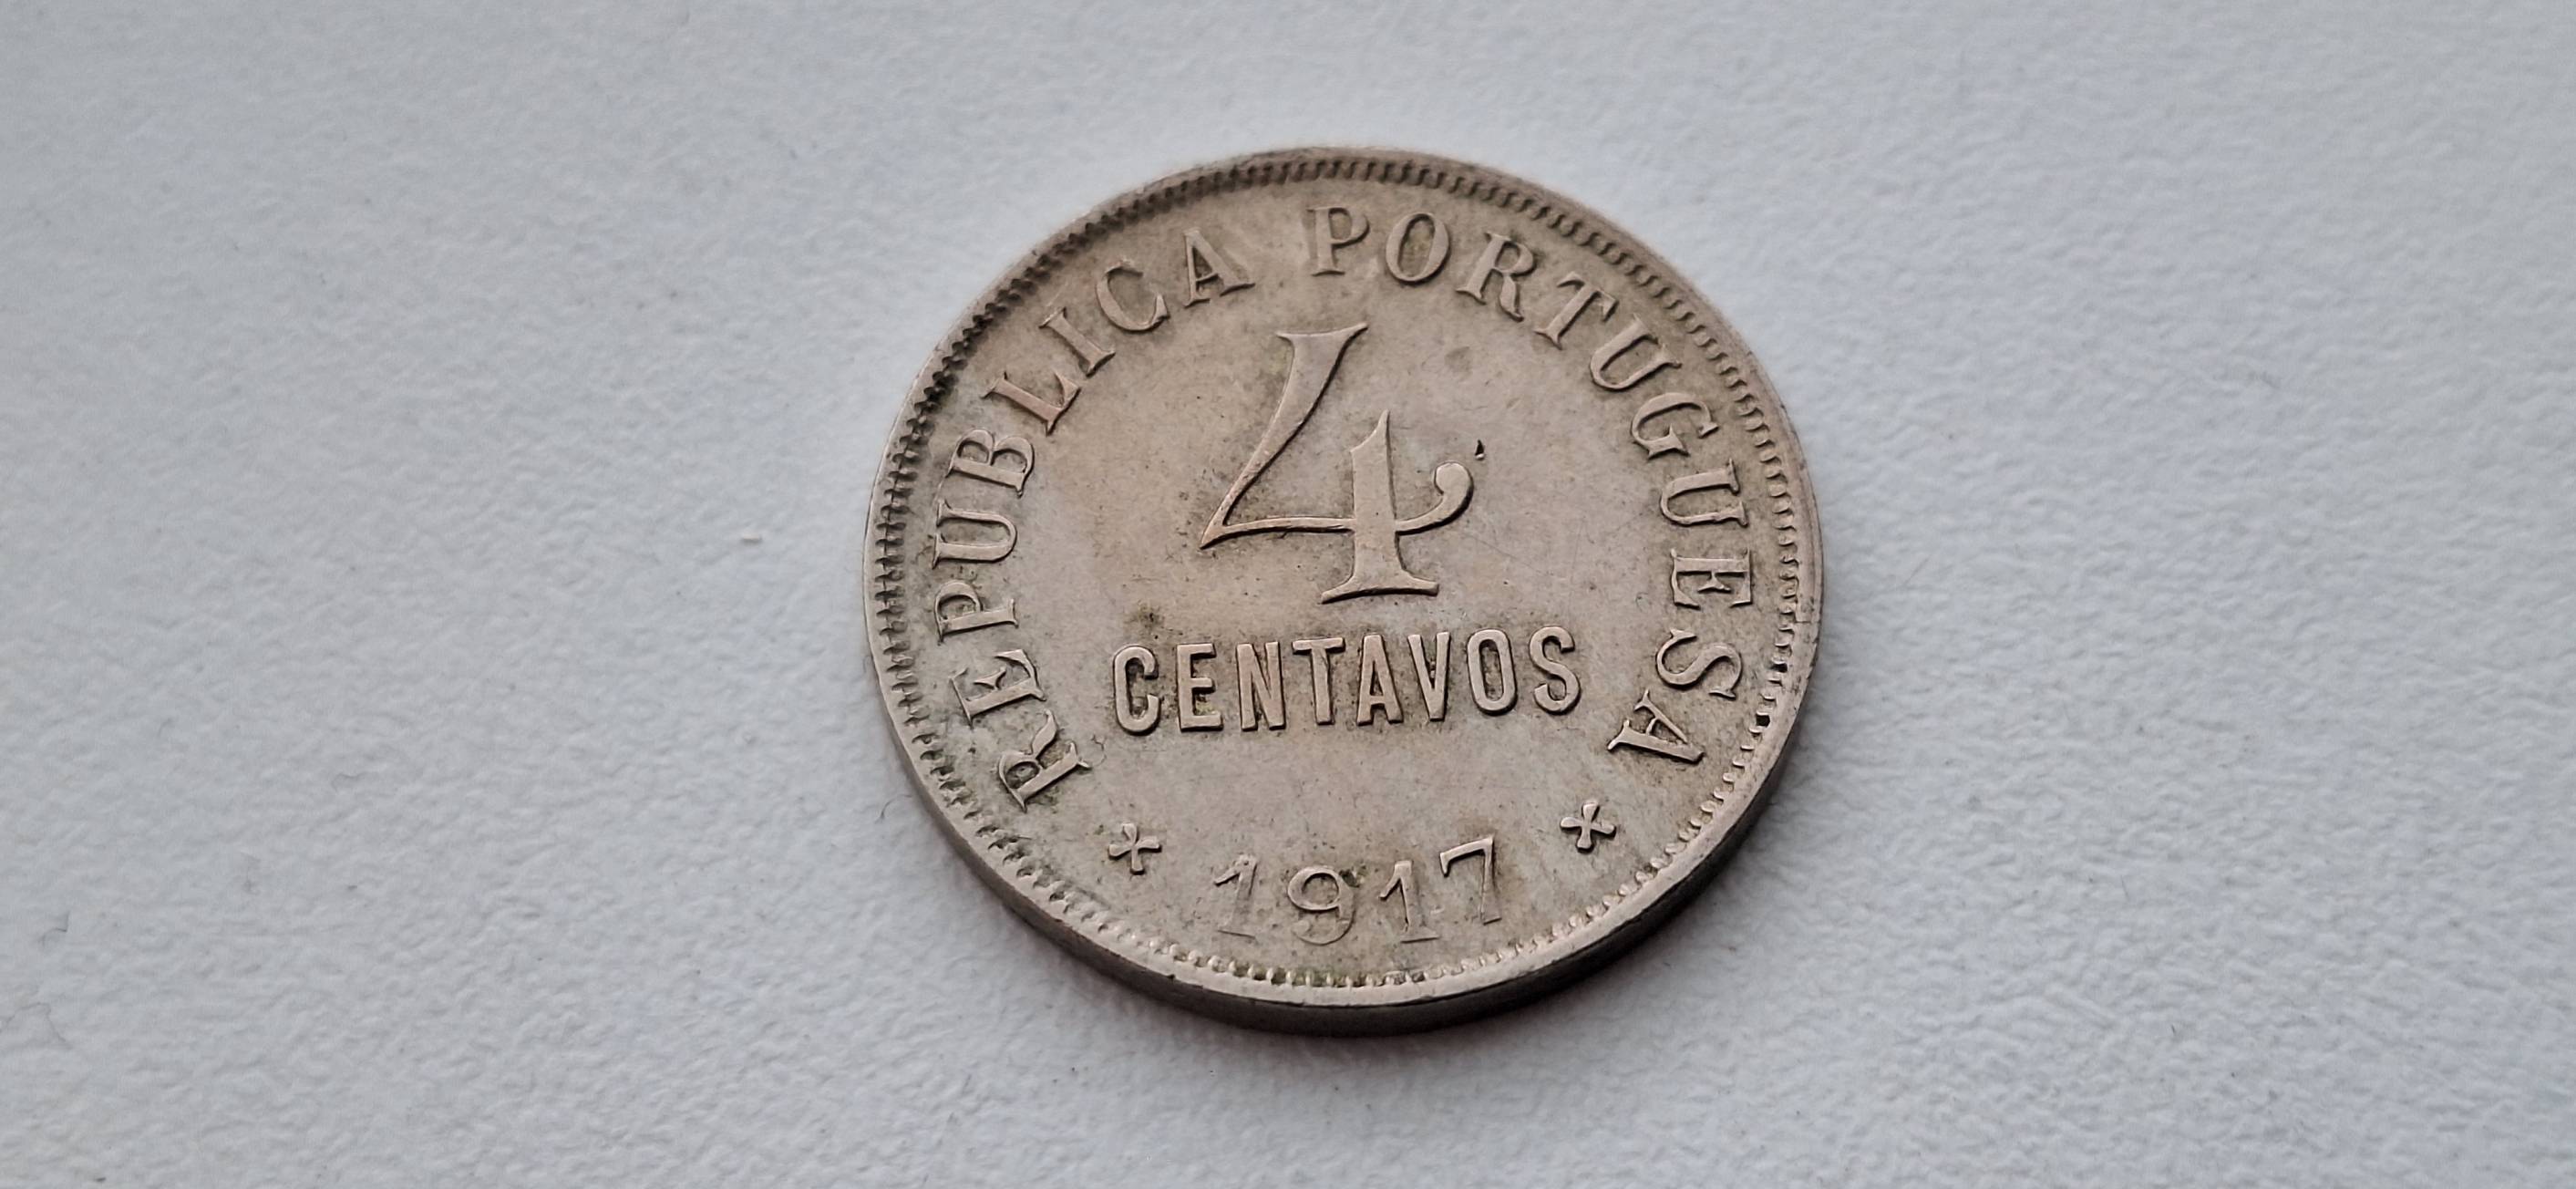 REPUBLICA PORTUGUESA
4
CENTAVOS
1917